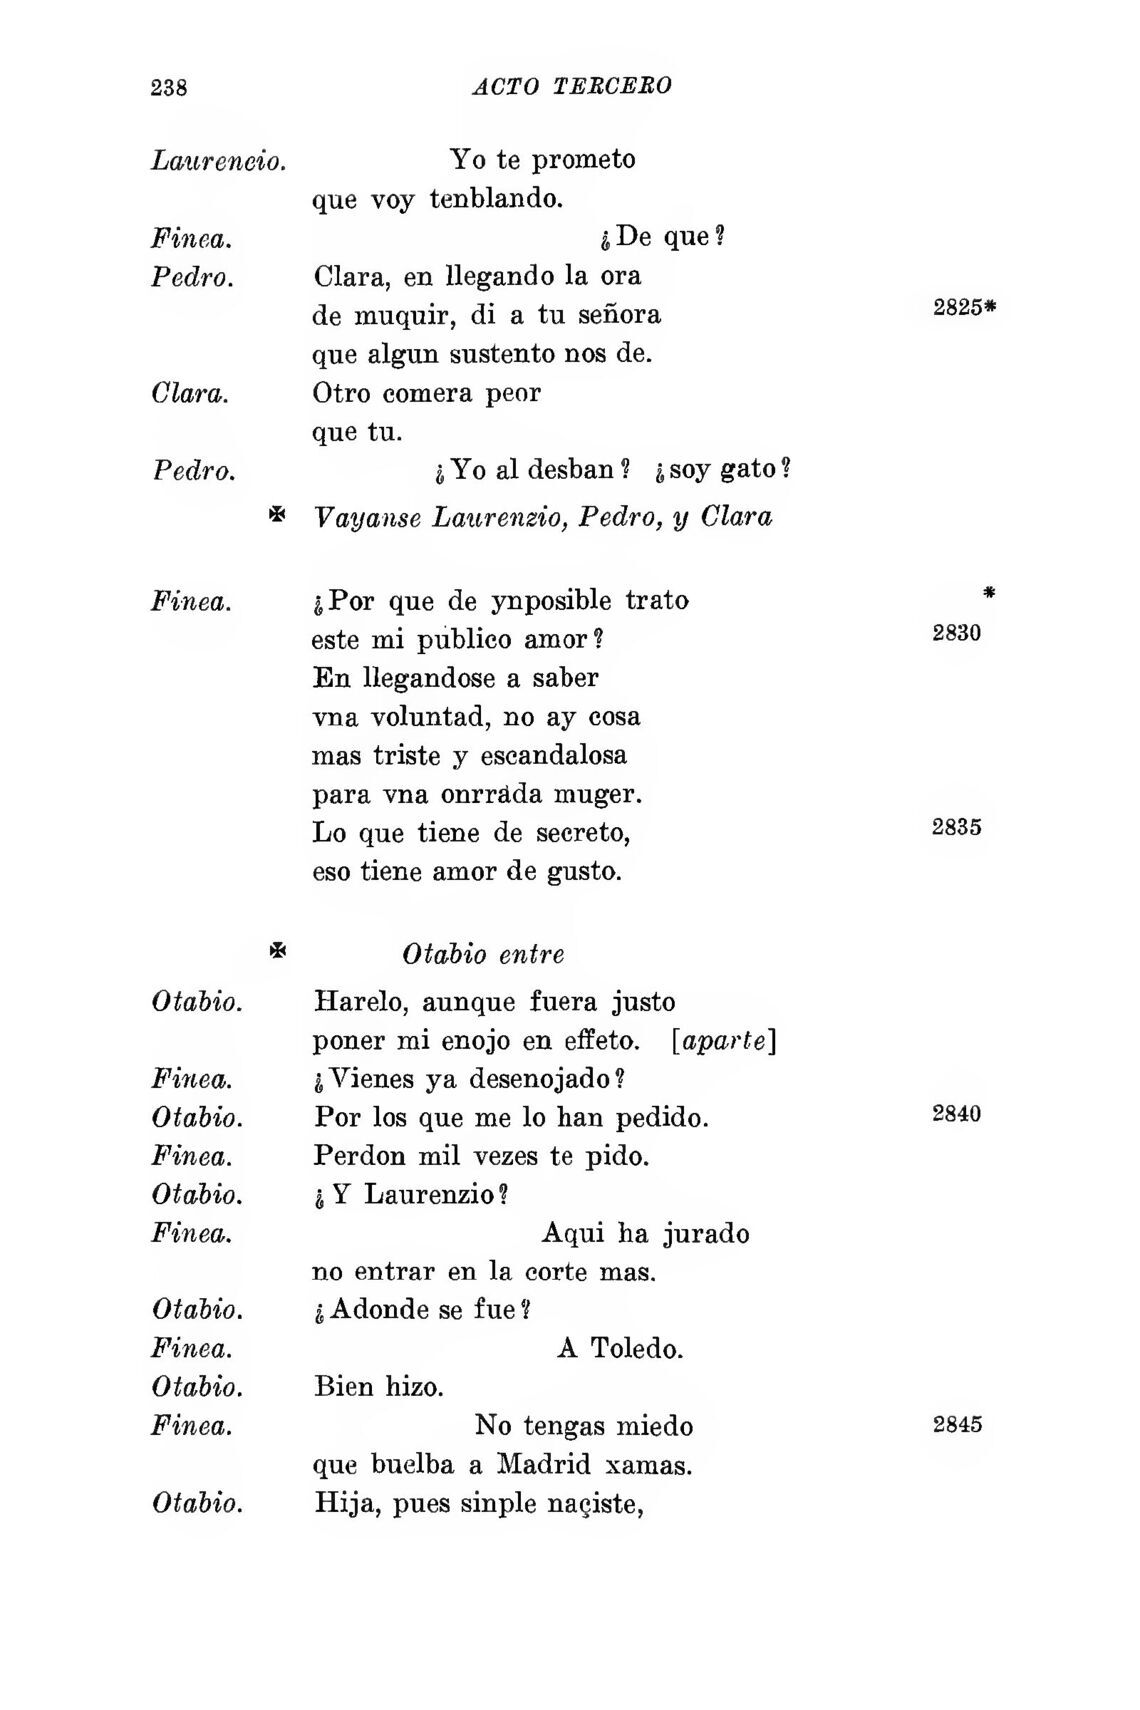 238 ACTO TERCERO
Laurencio. Yo te prometo
que voy tenblando.
Finea. ¿De que?
Pedro. Clara, en llegando la ora
de muquir, di a tu señora 2825*
que algun sustento nos de.
Clara. Otro comera peor
que tu.
Pedro. ¿Yo al desban? ¿soy gato?
✠ Vayanse Laurenzio, Pedro, y Clara
Finea. ¿Por que de ynposible trato *
este mi publico amor? 2830
En llegandose a saber
vna voluntad, no ay cosa
mas triste y escandalosa
para vna onrrada muger.
Lo que tiene de secreto, 2835
eso tiene amor de gusto.
✠ Otabio entre
Otabio. Harelo, aunque fuera justo
poner mi enojo en effeto. [aparte]
Finea. ¿Vienes ya desenojado?
Otabio. Por los que me lo han pedido. 2840
Finea. Perdon mil vezes te pido.
Otabio. ¿Y Laurenzio?
Finea. Aqui ha jurado
no entrar en la corte mas.
Otabio. ¿Adonde se fue?
Finea. A Toledo.
Otabio. Bien hizo.
Finea. No tengas miedo 2845
que buelba a Madrid xamas.
Otabio. Hija, pues sinple naçiste,